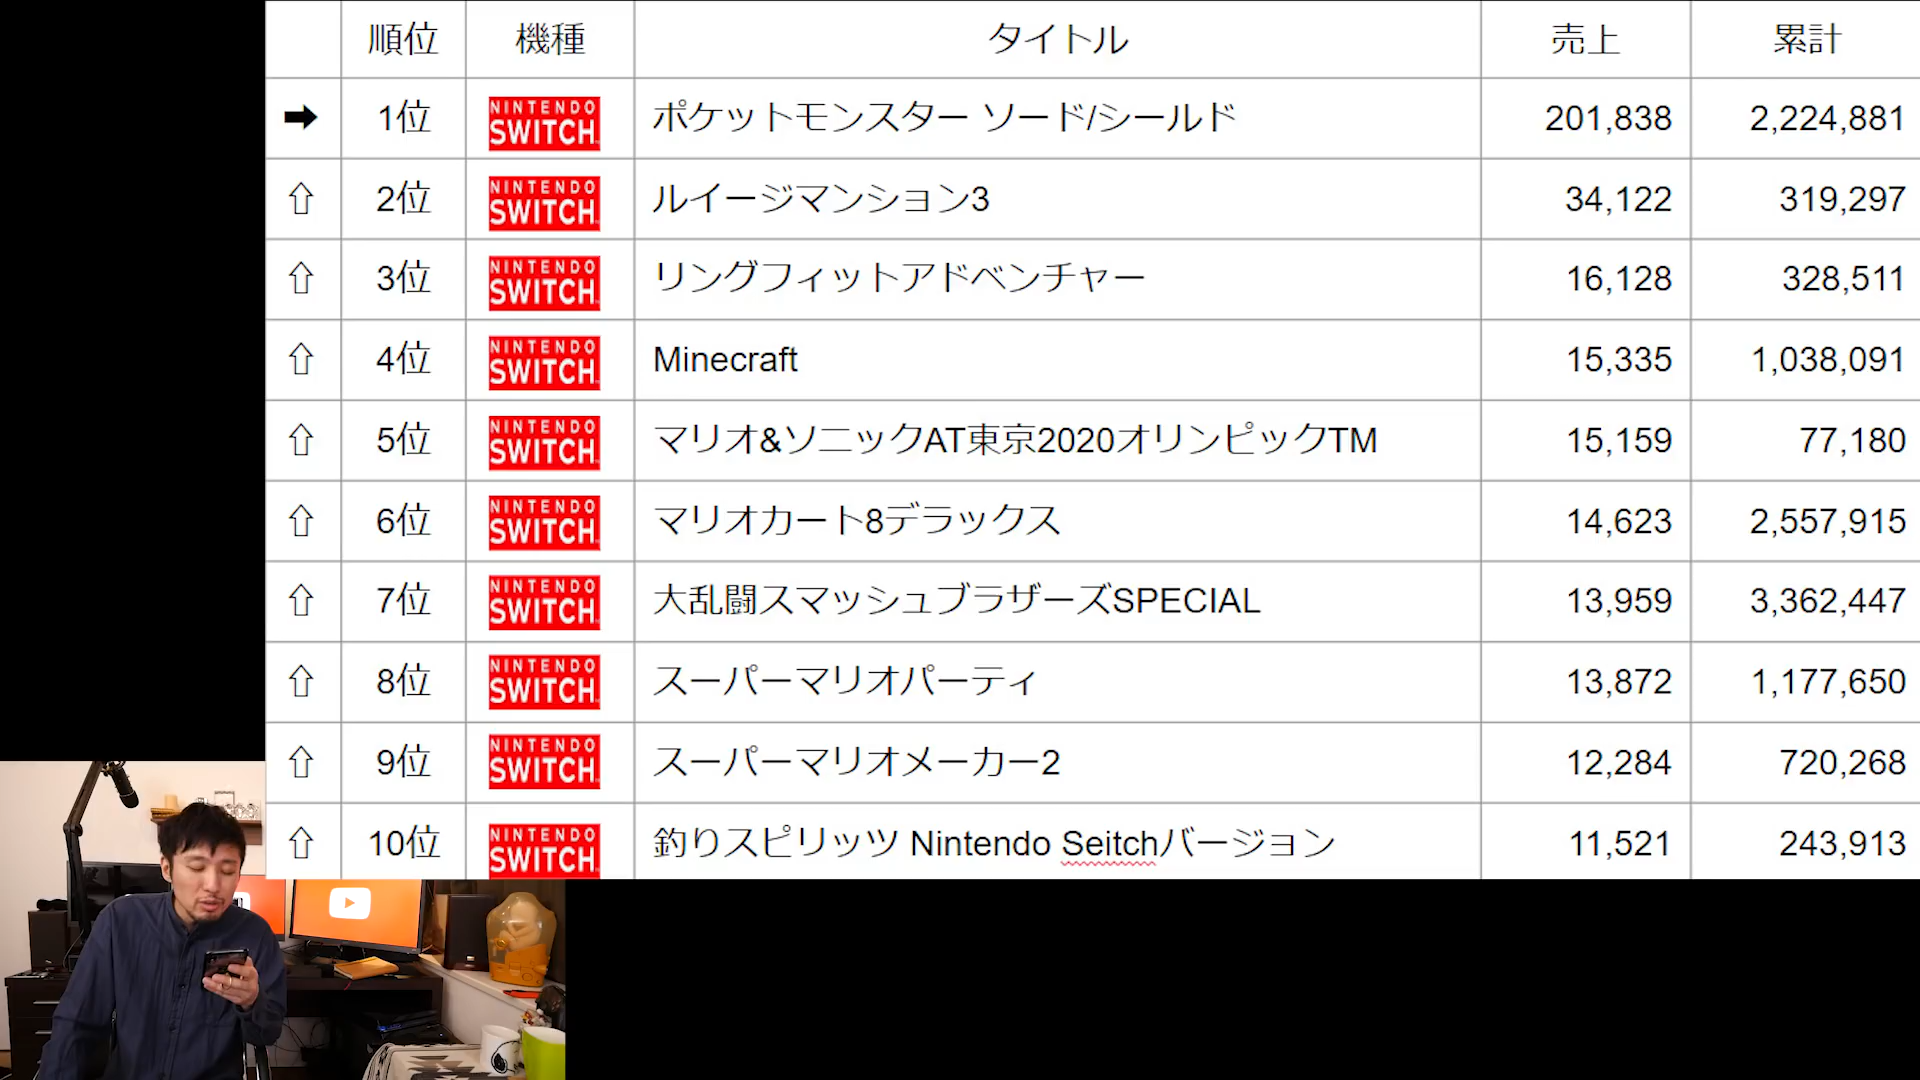 順位 機種 タイトル 売上 累計
➡ 1位 NINTENDO SWITCH ポケットモンスター ソード/シールド 201,838 2,224,881
⇧ 2位 NINTENDO SWITCH ルイージマンション3 34,122 319,297
⇧ 3位 NINTENDO SWITCH リングフィットアドベンチャー 16,128 328,511
⇧ 4位 NINTENDO SWITCH Minecraft 15,335 1,038,091
⇧ 5位 NINTENDO SWITCH マリオ&ソニックAT東京2020オリンピックTM 15,159 77,180
⇧ 6位 NINTENDO SWITCH マリオカート8デラックス 14,623 2,557,915
⇧ 7位 NINTENDO SWITCH 大乱闘スマッシュブラザーズSPECIAL 13,959 3,362,447
⇧ 8位 NINTENDO SWITCH スーパーマリオパーティ 13,872 1,177,650
⇧ 9位 NINTENDO SWITCH スーパーマリオメーカー2 12,284 720,268
⇧ 10位 NINTENDO SWITCH 釣りスピリッツ Nintendo Seitchバージョン 11,521 243,913